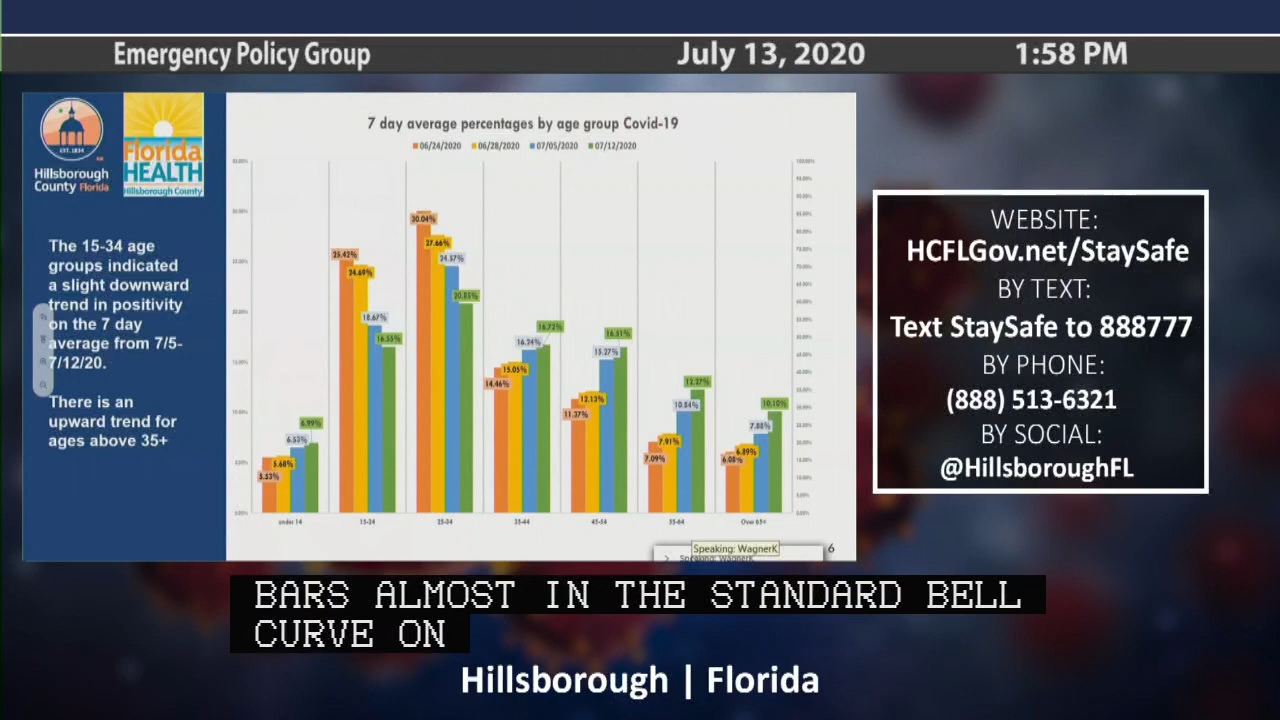 Emergency Policy Group July 13, 2020 1:58 PM
EST. 1834
Hillsborough
County Florida
Florida
HEALTH
Hillsborough County
The 15-34 age
groups indicated
a slight downward
trend in positivity
on the 7 day
average from 7/5-
7/12/20.
There is an
upward trend for
ages above 35+
7 day average percentages by age group Covid-19
06/24/2020 06/28/2020 07/05/2020 07/12/2020
5.53% 5.68% 6.53% 6.99%
25.42% 24.69% 18.67% 16.55%
30.04% 27.66% 24.57% 20.85%
14.46% 15.05% 16.24% 16.72%
11.37% 12.13% 15.27% 16.51%
7.09% 7.91% 10.84% 12.27%
6.08% 6.89% 7.88% 10.10%
under 14 15-24 25-34 35-44 45-54 55-64 Over 65+
Speaking: WagnerK
Speaking: WagnerK
6
WEBSITE:
HCFLGov.net/StaySafe
BY TEXT:
Text StaySafe to 888777
BY PHONE:
(888) 513-6321
BY SOCIAL:
@HillsboroughFL
BARS ALMOST IN THE STANDARD BELL
CURVE ON
Hillsborough | Florida